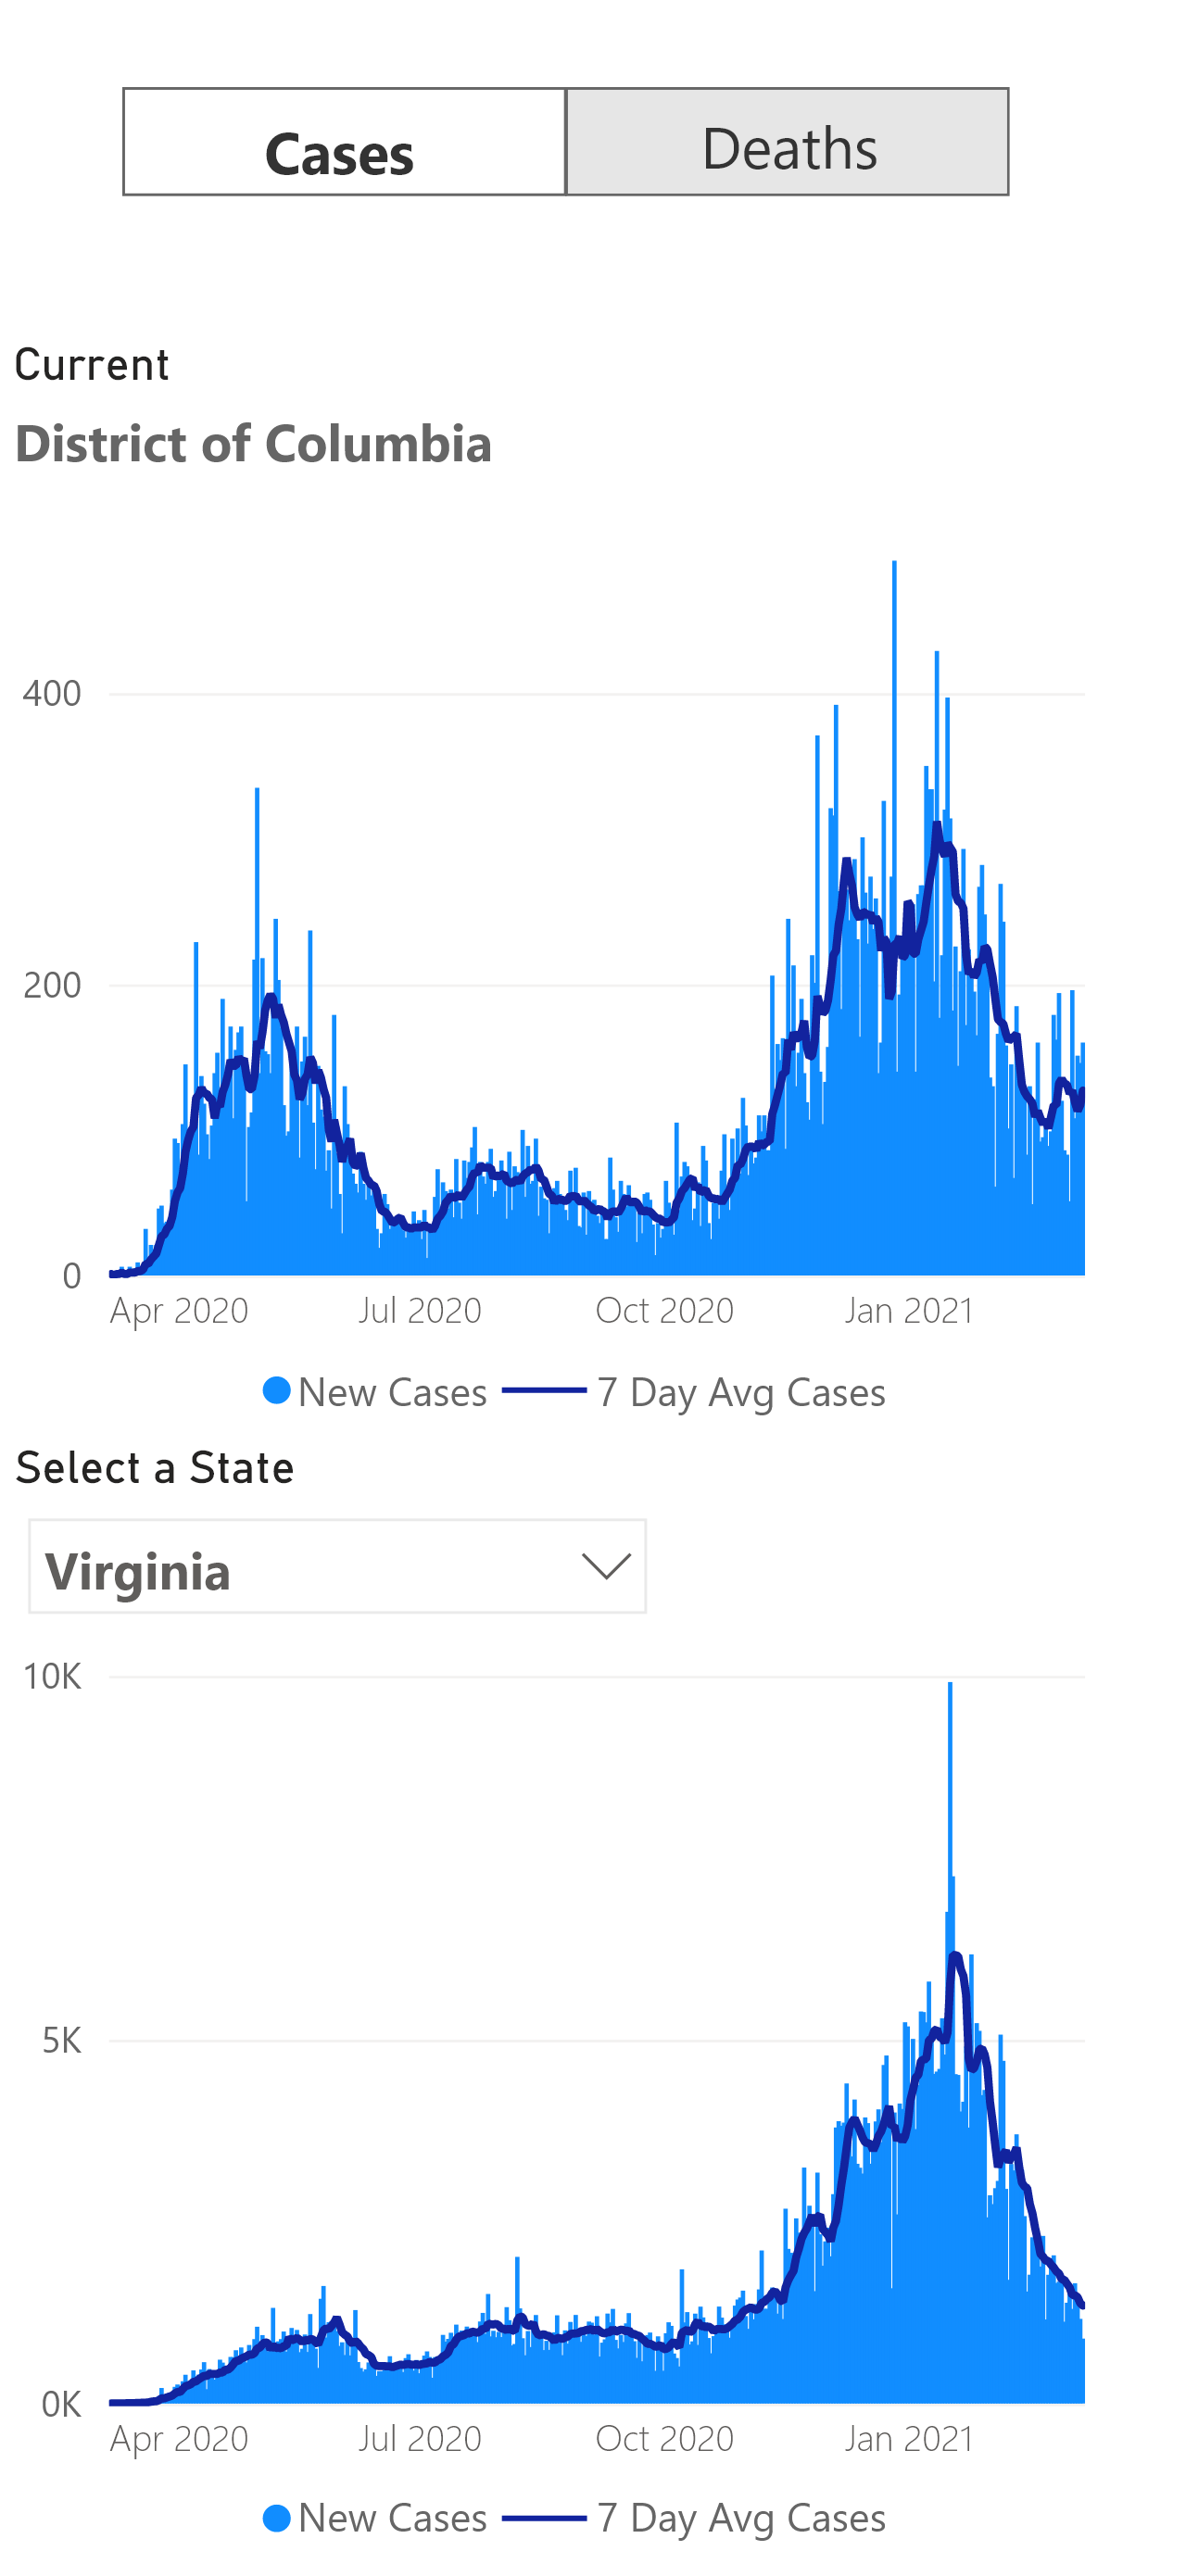 Cases Deaths
Current
District of Columbia
400
200
0
Apr 2020 Jul 2020 Oct 2020 Jan 2021
New Cases 7 Day Avg Cases
Select a State
Virginia
10K
5K
0K
Apr 2020 Jul 2020 Oct 2020 Jan 2021
New Cases 7 Day Avg Cases